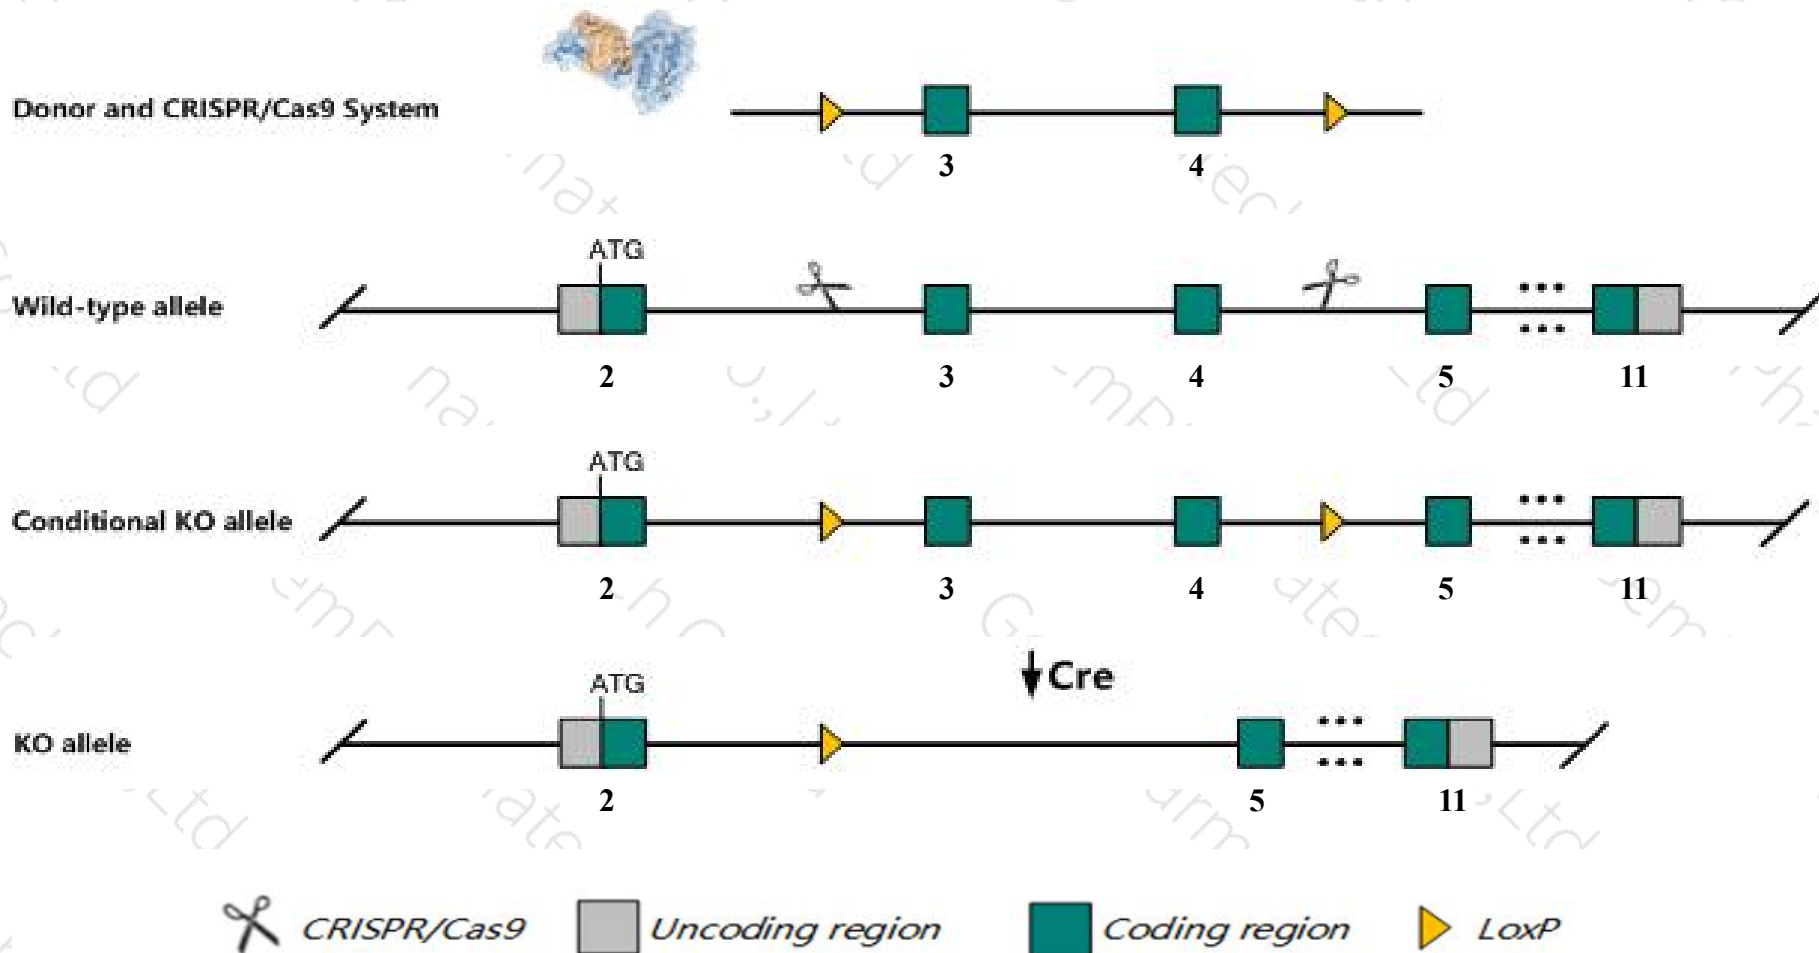 Donor and CRISPR/Cas9 System
3 4
ATG
Wild-type allele
2 3 4 5 11
ATG
Conditional KO allele
2 3 4 5 11
Cre
ATG
KO allele
2 5 11
CRISPR/Cas9 Uncoding region Coding region LoxP